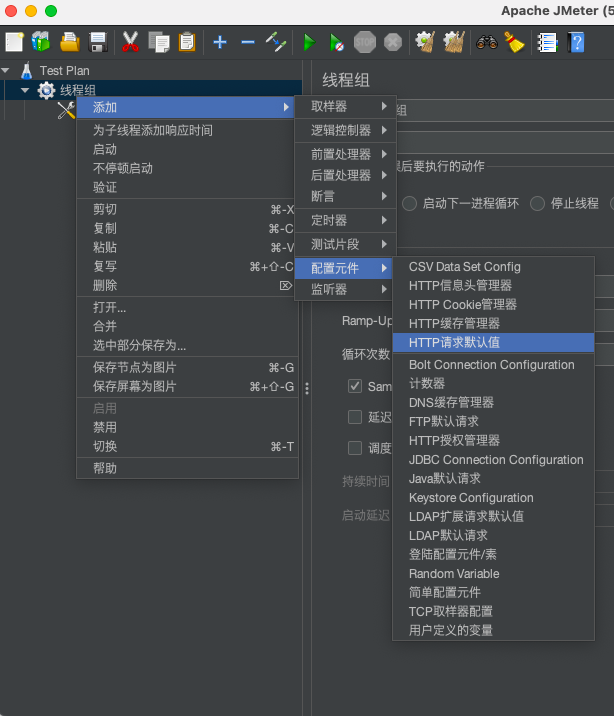 Apache JMeter (5
Test Plan
线程组
线程组
添加
为子线程添加响应时间
启动
不停顿启动
验证
剪切 ⌘-X
复制 ⌘-C
粘贴 ⌘-V
复写 ⌘+⇧-C
删除 ⌦
打开...
合并
选中部分保存为...
保存节点为图片 ⌘-G
保存屏幕为图片 ⌘+⇧-G
启用
禁用
切换 ⌘-T
帮助
取样器
逻辑控制器
前置处理器
后置处理器
断言
定时器
测试片段
配置元件
监听器
组
后要执行的动作
启动下一进程循环
停止线程
Ramp-Up
循环次数
Sam
延迟
调度
持续时间
启动延迟
CSV Data Set Config
HTTP信息头管理器
HTTP Cookie管理器
HTTP缓存管理器
HTTP请求默认值
Bolt Connection Configuration
计数器
DNS缓存管理器
FTP默认请求
HTTP授权管理器
JDBC Connection Configuration
Java默认请求
Keystore Configuration
LDAP扩展请求默认值
LDAP默认请求
登陆配置元件/素
Random Variable
简单配置元件
TCP取样器配置
用户定义的变量